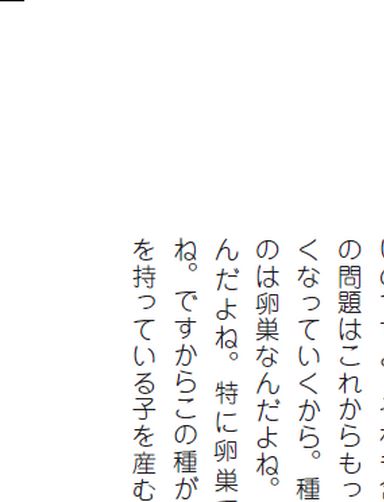 の問題はこれからもっ
くなっていくから。種
のは卵巣なんだよね。
んだよね。特に卵巣
ね。ですからこの種が
を持っている子を産む